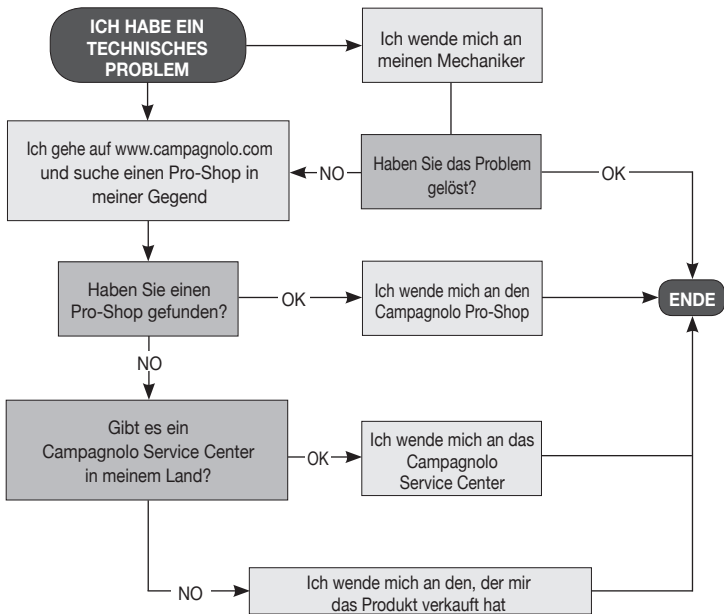 ICH HABE EIN
TECHNISCHES
PROBLEM
Ich wende mich an
meinen Mechaniker
Ich gehe auf www.campagnolo.com
und suche einen Pro-Shop in
meiner Gegend
NO
Haben Sie das Problem
gelöst?
OK
Haben Sie einen
Pro-Shop gefunden?
OK
Ich wende mich an den
Campagnolo Pro-Shop
ENDE
NO
Gibt es ein
Campagnolo Service Center
in meinem Land?
OK
Ich wende mich an das
Campagnolo
Service Center
NO
Ich wende mich an den, der mir
das Produkt verkauft hat